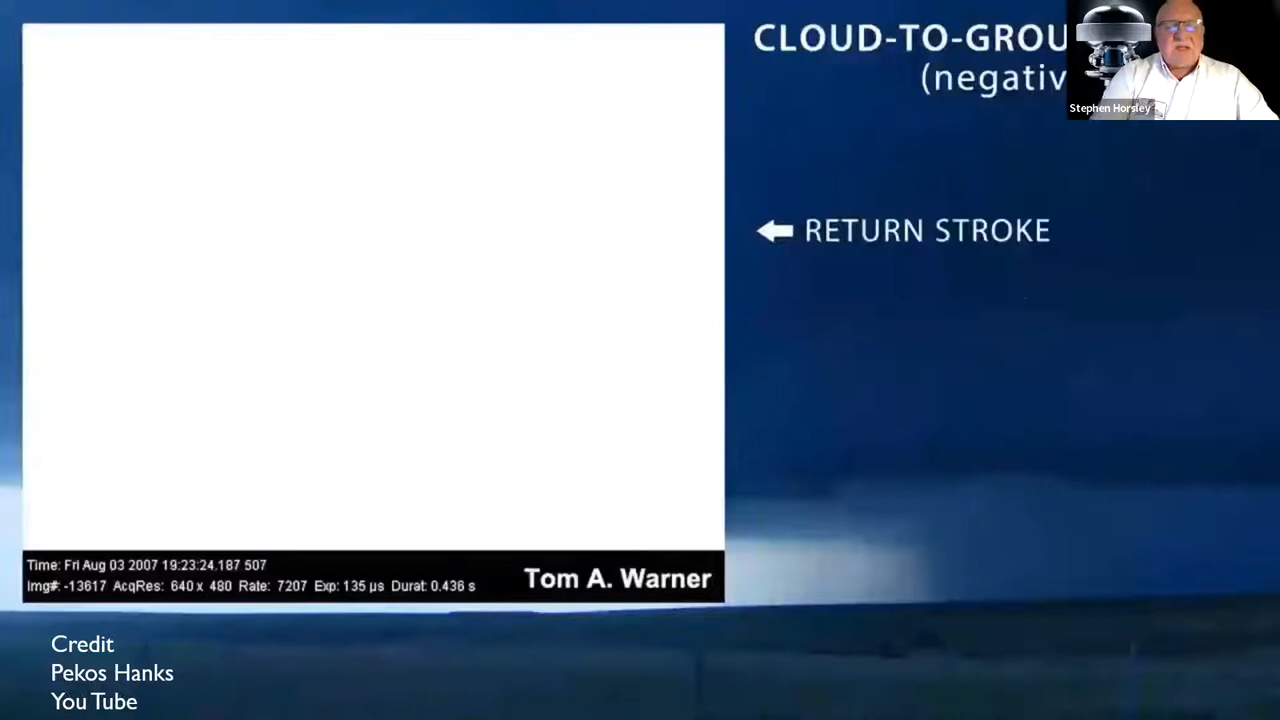 CLOUD-TO-GROU
(negativ
Stephen Horsley
RETURN STROKE
Time: Fri Aug 03 2007 19:23:24.187 507
Img#: -13617 AcqRes: 640 x 480 Rate: 7207 Exp: 135 µs Durat: 0.436 s
Tom A. Warner
Credit
Pekos Hanks
You Tube